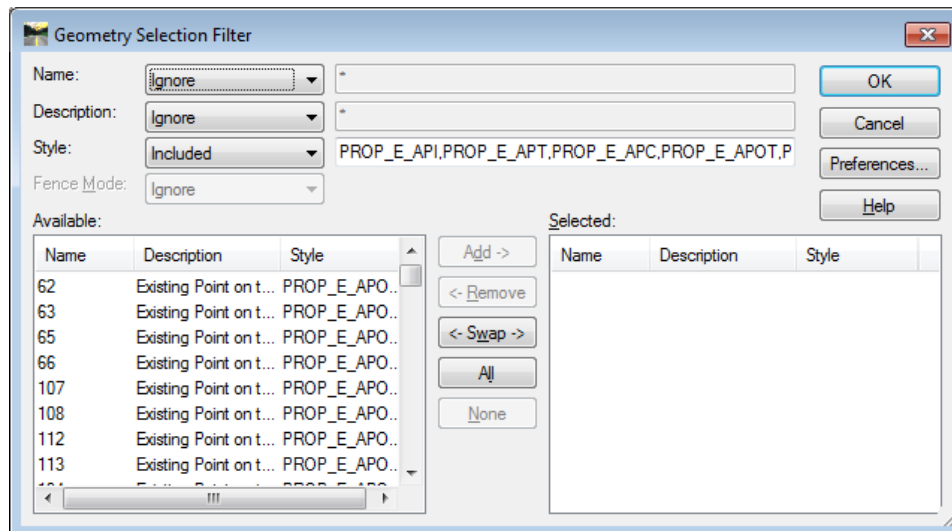 Geometry Selection Filter
Name: Ignore * OK
Description: Ignore * Cancel
Style: Included PROP_E_API,PROP_E_APT,PROP_E_APC,PROP_E_APOT,P Preferences...
Fence Mode: Ignore Help
Available: Selected:
Name Description Style Add -> Name Description Style
62 Existing Point on t... PROP_E_APO..
63 Existing Point on t... PROP_E_APO.. <- Remove
65 Existing Point on t... PROP_E_APO..
66 Existing Point on t... PROP_E_APO.. <- Swap ->
107 Existing Point on t... PROP_E_APO.. All
108 Existing Point on t... PROP_E_APO..
112 Existing Point on t... PROP_E_APO.. None
113 Existing Point on t... PROP_E_APO..